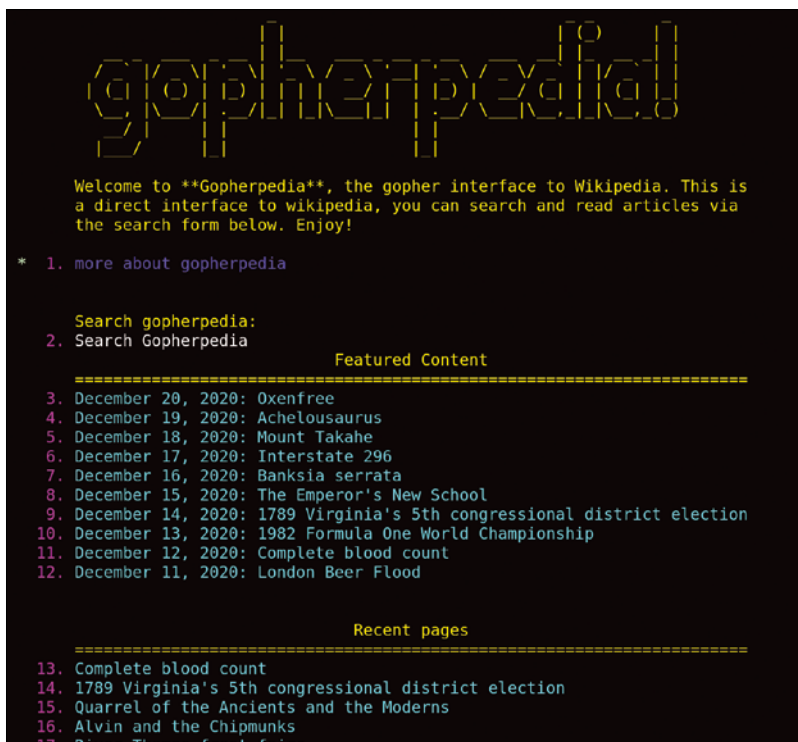 gopherpedia!
Welcome to **Gopherpedia**, the gopher interface to Wikipedia. This is
a direct interface to wikipedia, you can search and read articles via
the search form below. Enjoy!
* 1. more about gopherpedia
Search gopherpedia:
2. Search Gopherpedia
Featured Content
======================================================================
3. December 20, 2020: Oxenfree
4. December 19, 2020: Achelousaurus
5. December 18, 2020: Mount Takahe
6. December 17, 2020: Interstate 296
7. December 16, 2020: Banksia serrata
8. December 15, 2020: The Emperor's New School
9. December 14, 2020: 1789 Virginia's 5th congressional district election
10. December 13, 2020: 1982 Formula One World Championship
11. December 12, 2020: Complete blood count
12. December 11, 2020: London Beer Flood
Recent pages
======================================================================
13. Complete blood count
14. 1789 Virginia's 5th congressional district election
15. Quarrel of the Ancients and the Moderns
16. Alvin and the Chipmunks